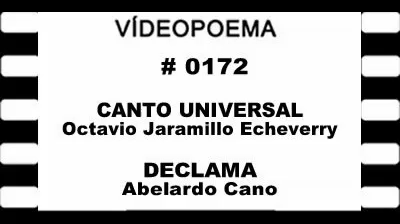 VÍDEOPOEMA
# 0172
CANTO UNIVERSAL
Octavio Jaramillo Echeverry
DECLAMA
Abelardo Cano